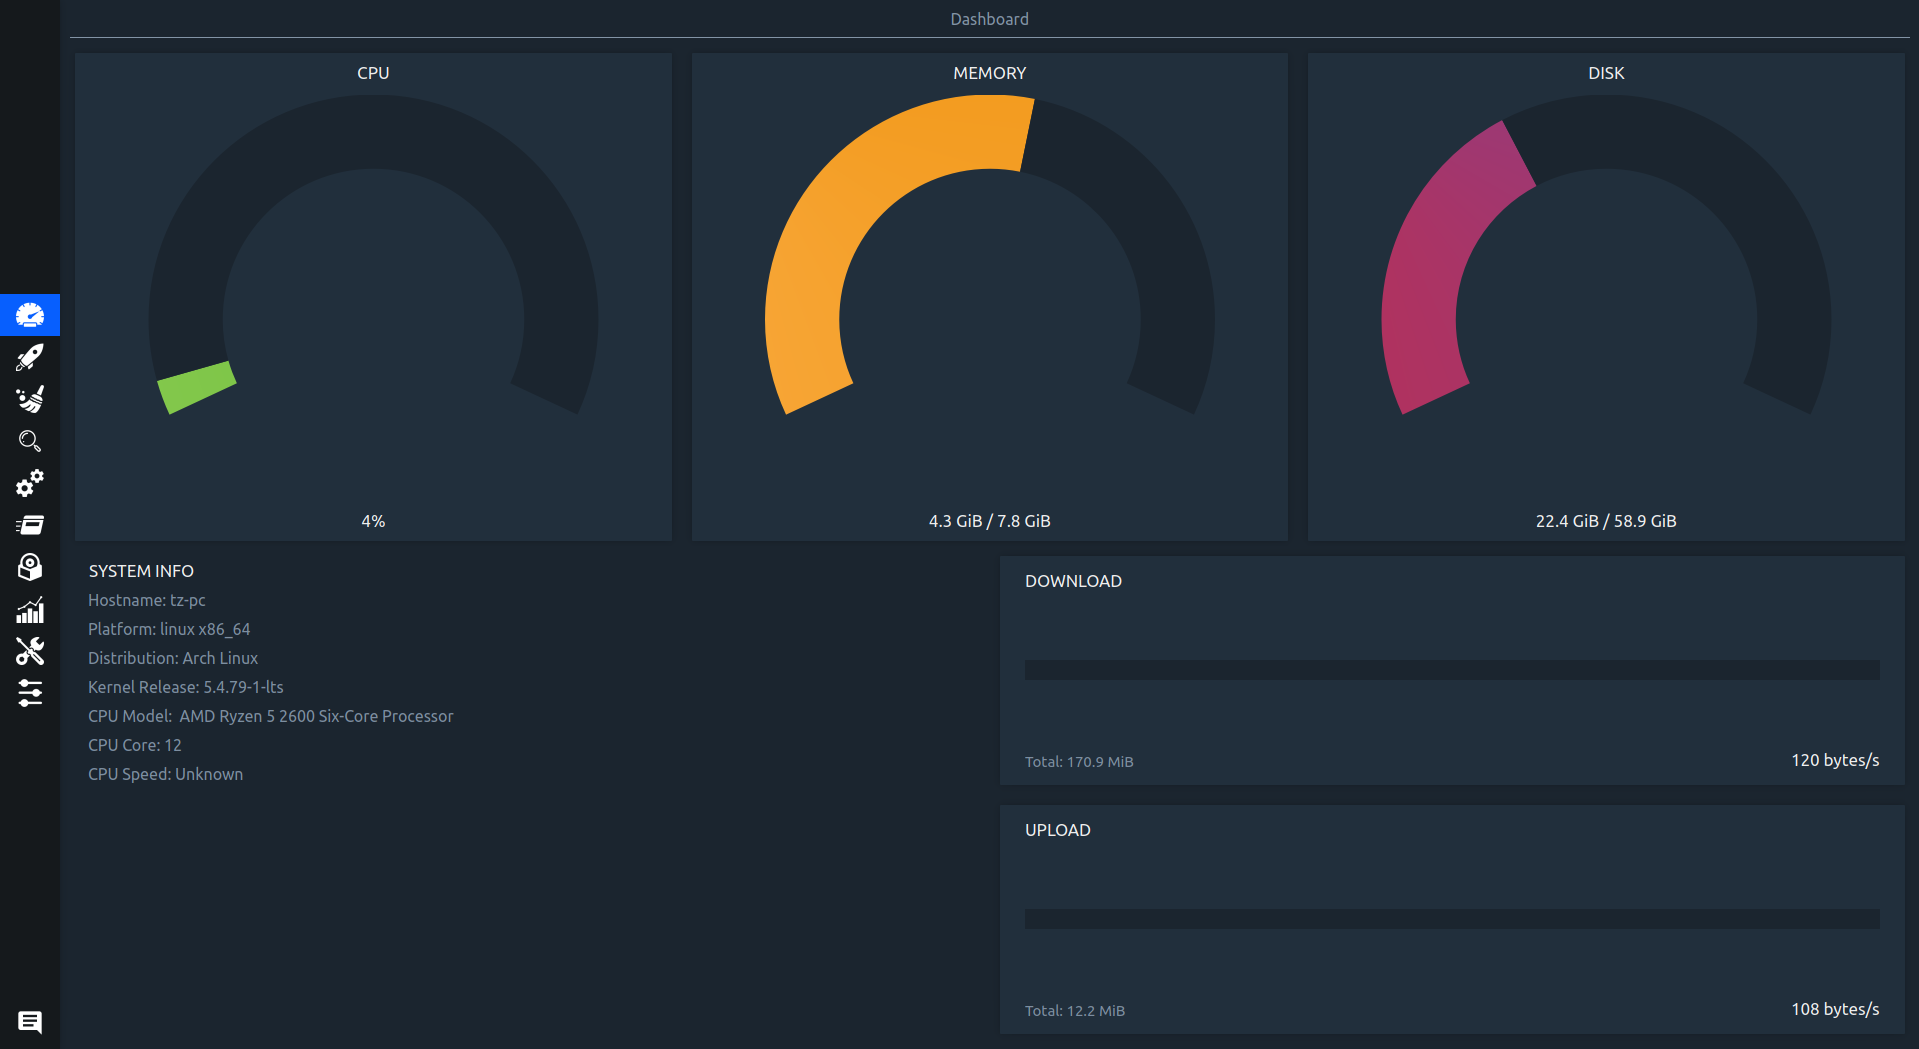 Dashboard
CPU
MEMORY
DISK
4%
4.3 GiB / 7.8 GiB
22.4 GiB / 58.9 GiB
SYSTEM INFO
Hostname: tz-pc
Platform: linux x86_64
Distribution: Arch Linux
Kernel Release: 5.4.79-1-lts
CPU Model:  AMD Ryzen 5 2600 Six-Core Processor
CPU Core: 12
CPU Speed: Unknown
DOWNLOAD
Total: 170.9 MiB
120 bytes/s
UPLOAD
Total: 12.2 MiB
108 bytes/s